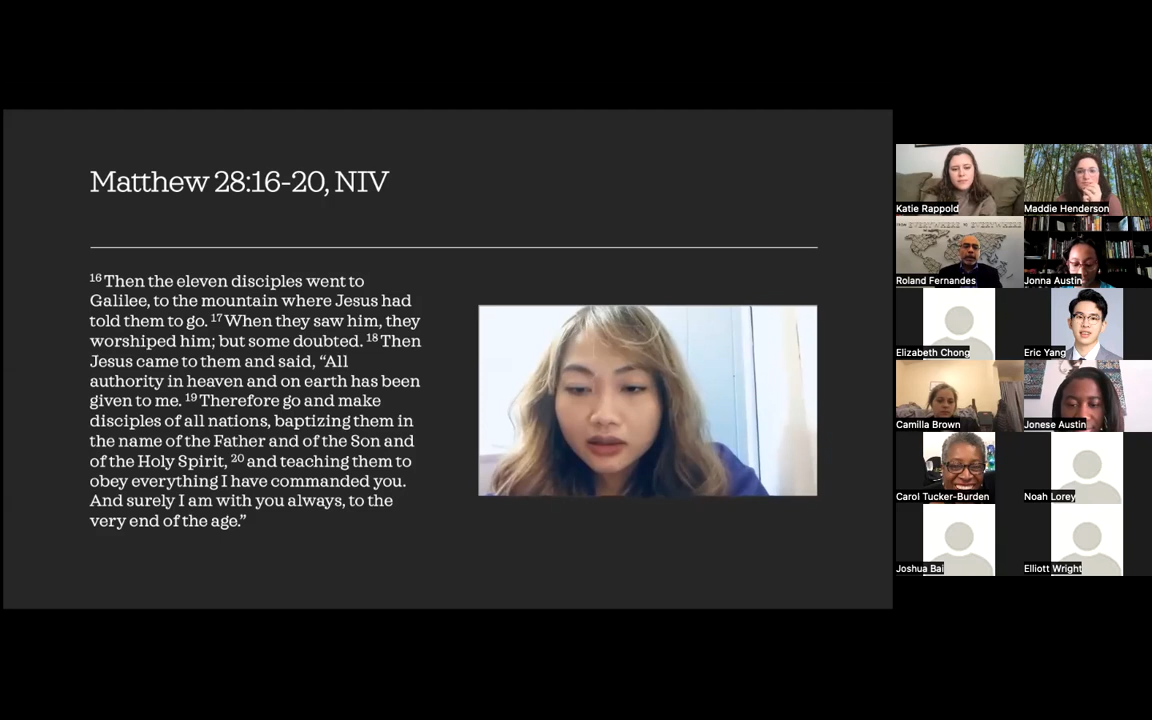 Matthew 28:16-20, NIV
16 Then the eleven disciples went to
Galilee, to the mountain where Jesus had
told them to go. 17 When they saw him, they
worshiped him; but some doubted. 18 Then
Jesus came to them and said, “All
authority in heaven and on earth has been
given to me. 19 Therefore go and make
disciples of all nations, baptizing them in
the name of the Father and of the Son and
of the Holy Spirit, 20 and teaching them to
obey everything I have commanded you.
And surely I am with you always, to the
very end of the age.”
Katie Rappold
Maddie Henderson
EVERYWHERE EVERYWHERE
Roland Fernandes
Jonna Austin
Elizabeth Chong
Eric Yang
Camilla Brown
Jonese Austin
Carol Tucker-Burden
Noah Lorey
Joshua Bai
Elliott Wright